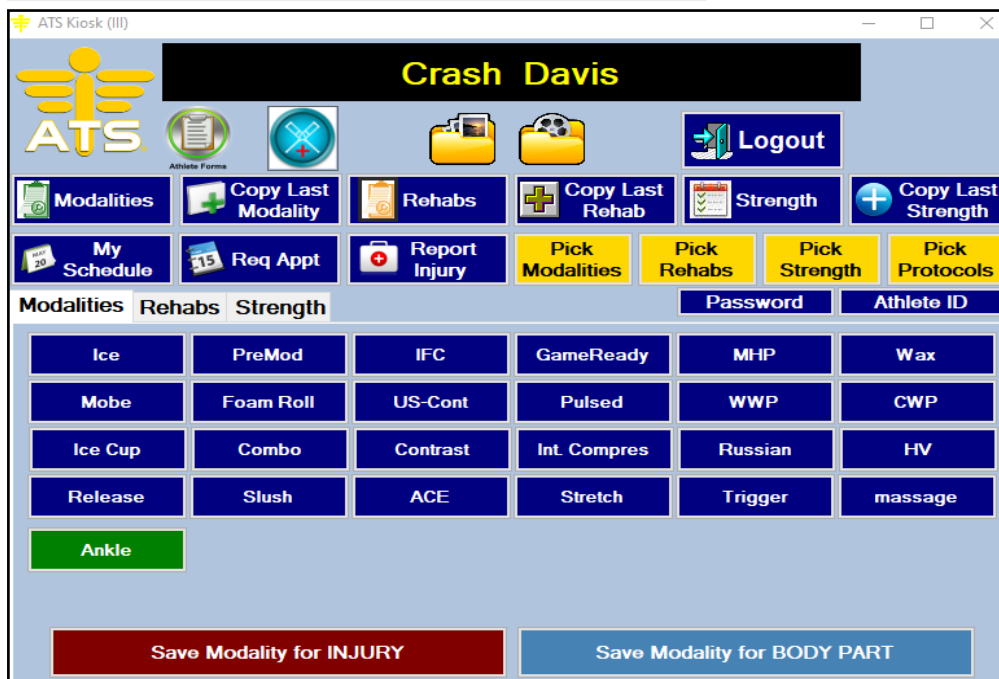 ATS Kiosk (III)
Crash Davis
ATS
Athlete Forms
Logout
Modalities
Copy Last
Modality
Rehabs
Copy Last
Rehab
Strength
Copy Last
Strength
MAY
20
My
Schedule
15
Req Appt
Report
Injury
Pick
Modalities
Pick
Rehabs
Pick
Strength
Pick
Protocols
Modalities Rehabs Strength
Password
Athlete ID
Ice PreMod IFC GameReady MHP Wax
Mobe Foam Roll US-Cont Pulsed WWP CWP
Ice Cup Combo Contrast Int. Compres Russian HV
Release Slush ACE Stretch Trigger massage
Ankle
Save Modality for INJURY
Save Modality for BODY PART